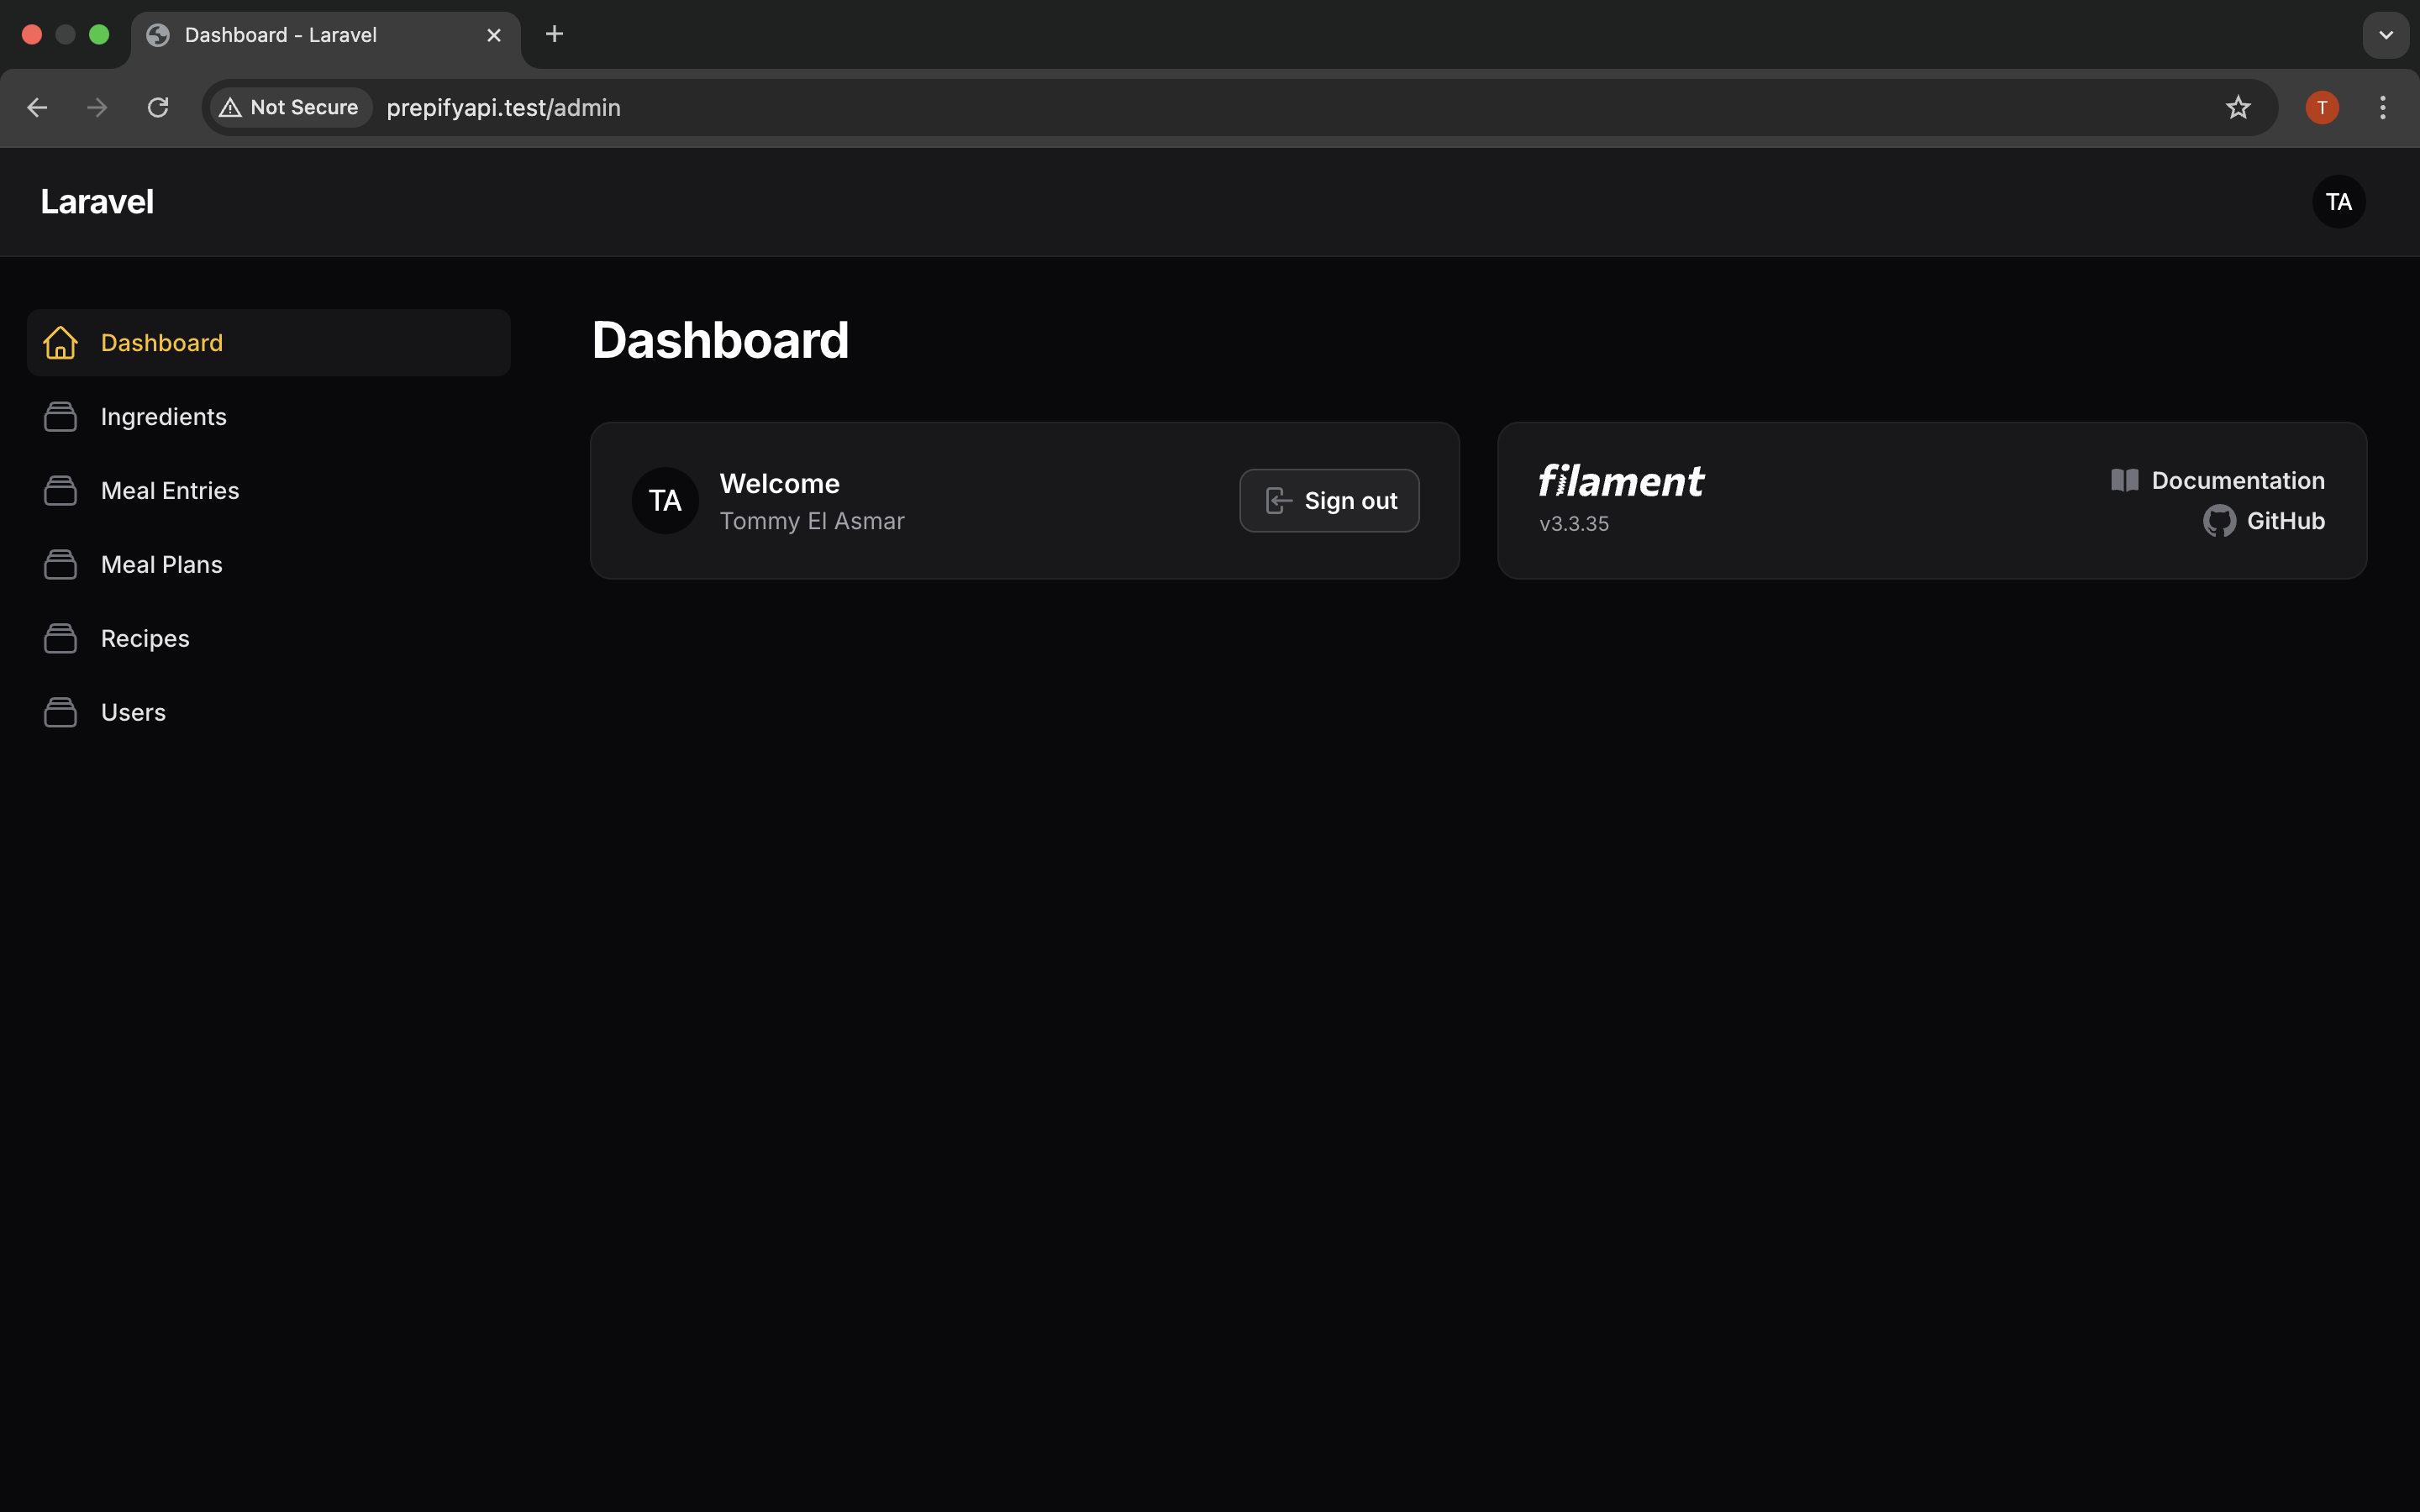 Dashboard - Laravel
Not Secure prepifyapi.test/admin T
Laravel TA
Dashboard
Ingredients
Meal Entries
Meal Plans
Recipes
Users
Dashboard
TA Welcome
Tommy El Asmar
Sign out
filament
v3.3.35
Documentation
GitHub